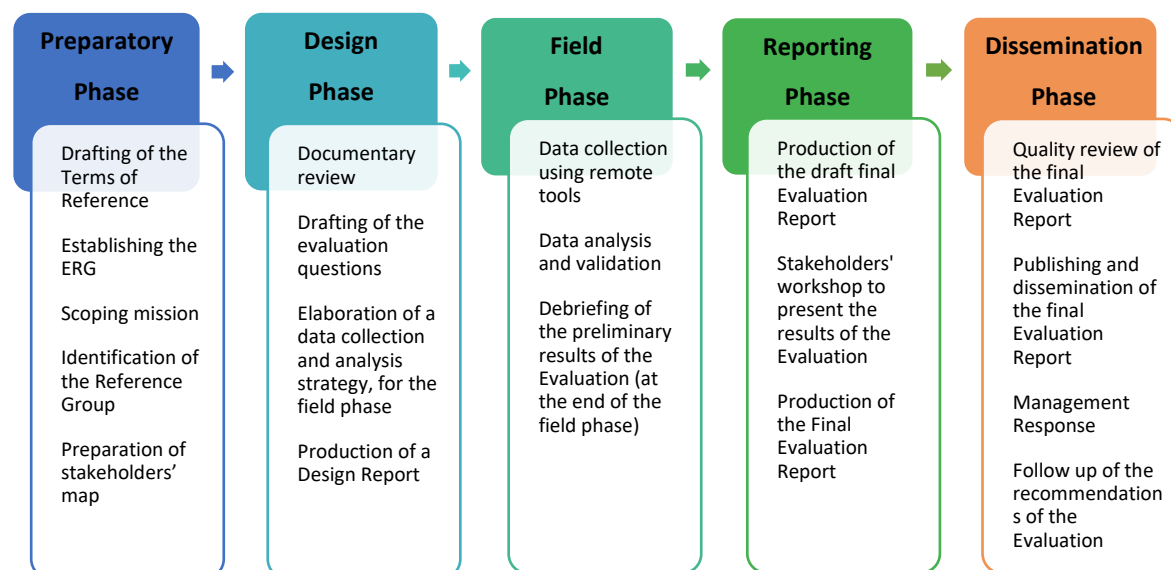 Preparatory
Phase
Drafting of the
Terms of
Reference
Establishing the
ERG
Scoping mission
Identification of
the Reference
Group
Preparation of
stakeholders’
map
Design
Phase
Documentary
review
Drafting of the
evaluation
questions
Elaboration of a
data collection
and analysis
strategy, for the
field phase
Production of a
Design Report
Field
Phase
Data collection
using remote
tools
Data analysis
and validation
Debriefing of
the preliminary
results of the
Evaluation (at
the end of the
field phase)
Reporting
Phase
Production of
the draft final
Evaluation
Report
Stakeholders'
workshop to
present the
results of the
Evaluation
Production of
the Final
Evaluation
Report
Dissemination
Phase
Quality review of
the final
Evaluation
Report
Publishing and
dissemination of
the final
Evaluation
Report
Management
Response
Follow up of the
recommendation
s of the
Evaluation